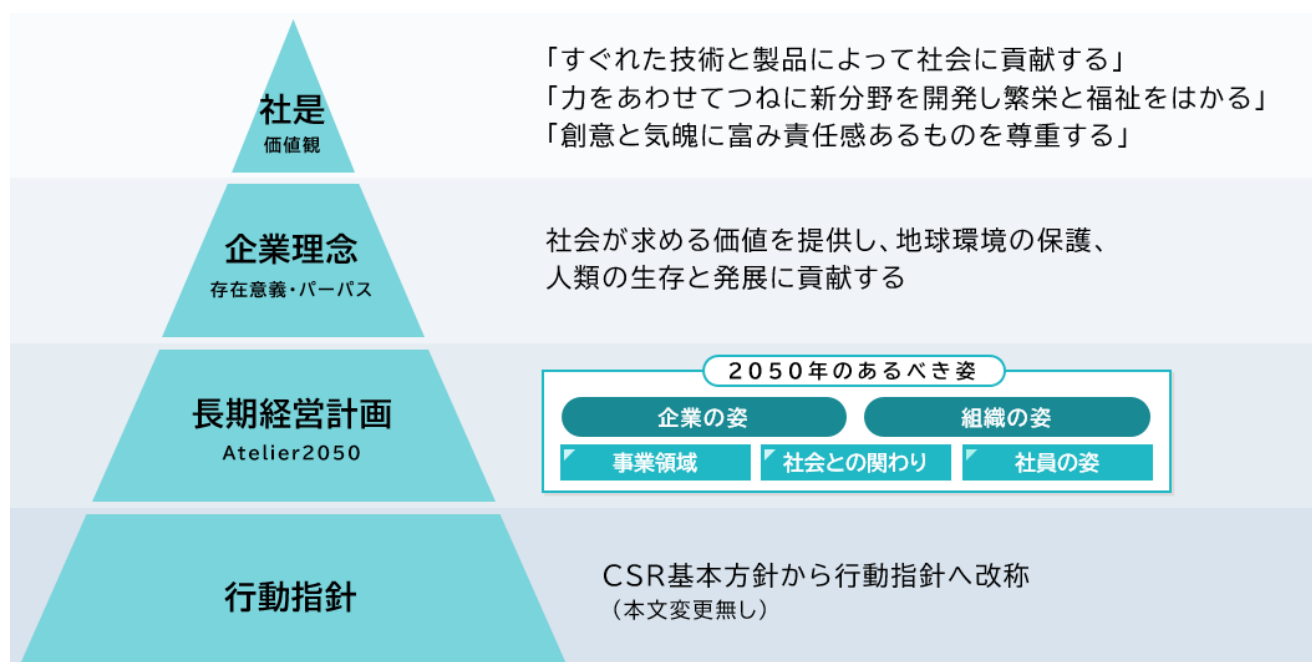 社是
価値観
「すぐれた技術と製品によって社会に貢献する」
「力をあわせてつねに新分野を開発し繁栄と福祉をはかる」
「創意と気魄に富み責任感あるものを尊重する」
企業理念
存在意義・パーパス
社会が求める価値を提供し、地球環境の保護、
人類の生存と発展に貢献する
長期経営計画
Atelier2050
2050年のあるべき姿
企業の姿
組織の姿
事業領域
社会との関わり
社員の姿
行動指針
CSR基本方針から行動指針へ改称
（本文変更無し）